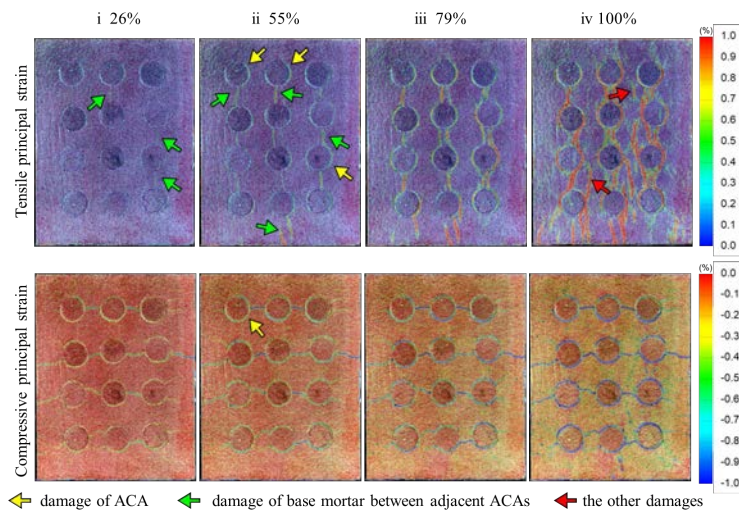 i 26%
ii 55%
iii 79%
iv 100%
Tensile principal strain
(%)
1.0
0.9
0.8
0.7
0.6
0.5
0.4
0.3
0.2
0.1
0.0
Compressive principal strain
(%)
-0.0
-0.1
-0.2
-0.3
-0.4
-0.5
-0.6
-0.7
-0.8
-0.9
-1.0
damage of ACA
damage of base mortar between adjacent ACAs
the other damages